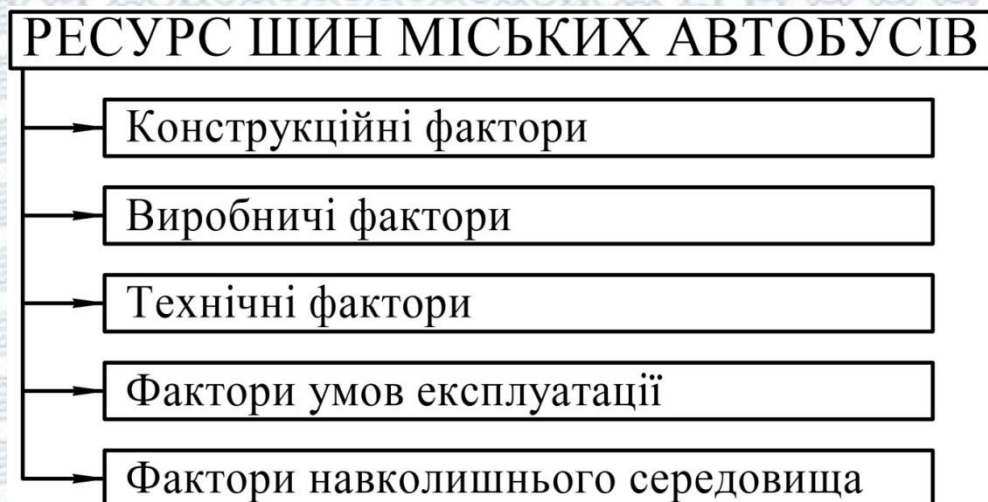 РЕСУРС ШИН МІСЬКИХ АВТОБУСІВ
Конструкційні фактори
Виробничі фактори
Технічні фактори
Фактори умов експлуатації
Фактори навколишнього середовища